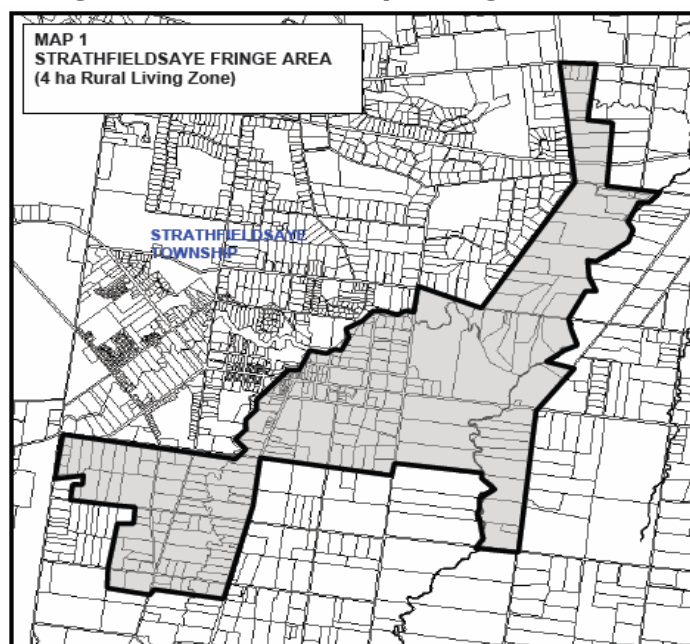 MAP 1
STRATHFIELDSAYE FRINGE AREA
(4 ha Rural Living Zone)
STRATHFIELDSAYE
TOWNSHIP